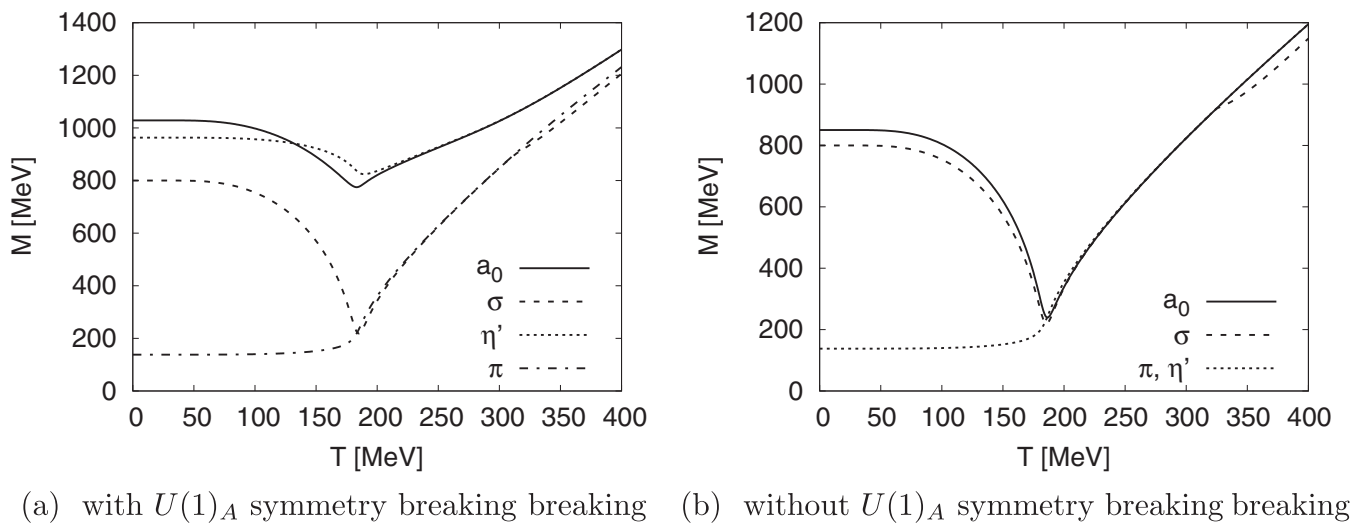 1400
1200
1000
800
600
400
200
0
M [MeV]
0 50 100 150 200 250 300 350 400
T [MeV]
a₀
σ
η'
π
1200
1000
800
600
400
200
0
M [MeV]
0 50 100 150 200 250 300 350 400
T [MeV]
a₀
σ
π, η'
(a) with U(1)_A symmetry breaking breaking
(b) without U(1)_A symmetry breaking breaking